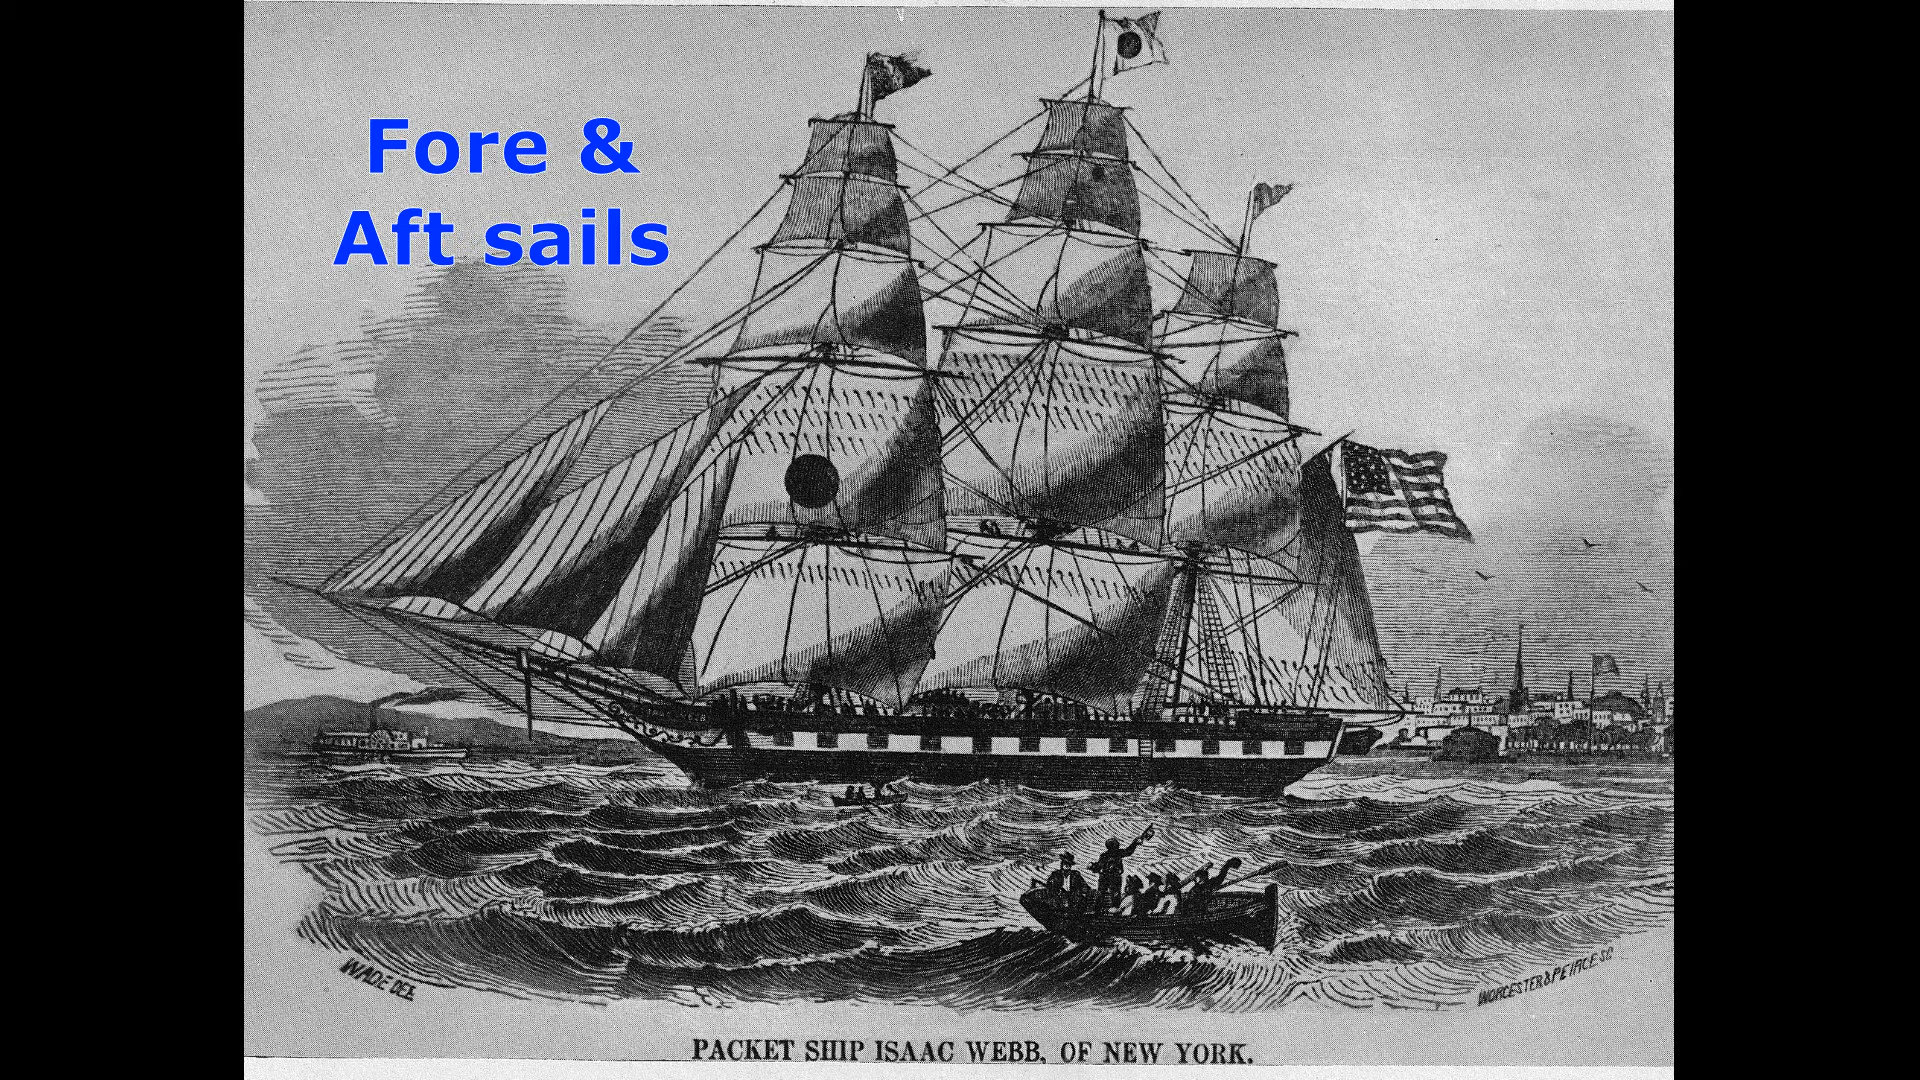 Fore &
Aft sails
WADE DEL
WORCESTER & PEIRCE SC
PACKET SHIP ISAAC WEBB, OF NEW YORK.